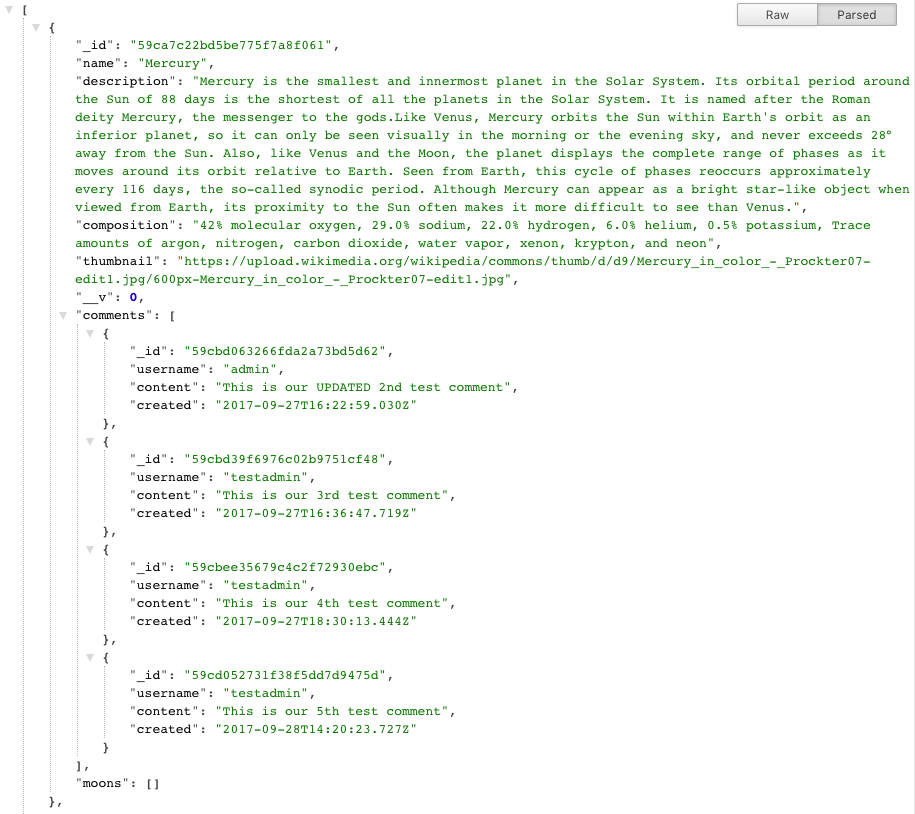 [
Raw Parsed
{
"_id": "59ca7c22bd5be775f7a8f061",
"name": "Mercury",
"description": "Mercury is the smallest and innermost planet in the Solar System. Its orbital period around
the Sun of 88 days is the shortest of all the planets in the Solar System. It is named after the Roman
deity Mercury, the messenger to the gods.Like Venus, Mercury orbits the Sun within Earth's orbit as an
inferior planet, so it can only be seen visually in the morning or the evening sky, and never exceeds 28°
away from the Sun. Also, like Venus and the Moon, the planet displays the complete range of phases as it
moves around its orbit relative to Earth. Seen from Earth, this cycle of phases reoccurs approximately
every 116 days, the so-called synodic period. Although Mercury can appear as a bright star-like object when
viewed from Earth, its proximity to the Sun often makes it more difficult to see than Venus.",
"composition": "42% molecular oxygen, 29.0% sodium, 22.0% hydrogen, 6.0% helium, 0.5% potassium, Trace
amounts of argon, nitrogen, carbon dioxide, water vapor, xenon, krypton, and neon",
"thumbnail": "https://upload.wikimedia.org/wikipedia/commons/thumb/d/d9/Mercury_in_color_-_Prockter07-
edit1.jpg/600px-Mercury_in_color_-_Prockter07-edit1.jpg",
"__v": 0,
"comments": [
{
"_id": "59cbd063266fda2a73bd5d62",
"username": "admin",
"content": "This is our UPDATED 2nd test comment",
"created": "2017-09-27T16:22:59.030Z"
},
{
"_id": "59cbd39f6976c02b9751cf48",
"username": "testadmin",
"content": "This is our 3rd test comment",
"created": "2017-09-27T16:36:47.719Z"
},
{
"_id": "59cbee35679c4c2f72930ebc",
"username": "testadmin",
"content": "This is our 4th test comment",
"created": "2017-09-27T18:30:13.444Z"
},
{
"_id": "59cd052731f38f5dd7d9475d",
"username": "testadmin",
"content": "This is our 5th test comment",
"created": "2017-09-28T14:20:23.727Z"
}
],
"moons": []
},